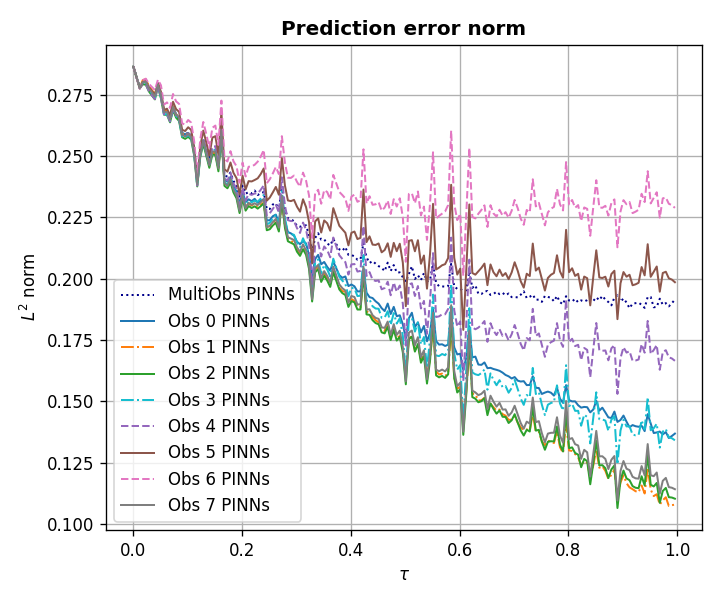 Prediction error norm
L² norm
0.275
0.250
0.225
0.200
0.175
0.150
0.125
0.100
MultiObs PINNs
Obs 0 PINNs
Obs 1 PINNs
Obs 2 PINNs
Obs 3 PINNs
Obs 4 PINNs
Obs 5 PINNs
Obs 6 PINNs
Obs 7 PINNs
0.0 0.2 0.4 0.6 0.8 1.0
τ